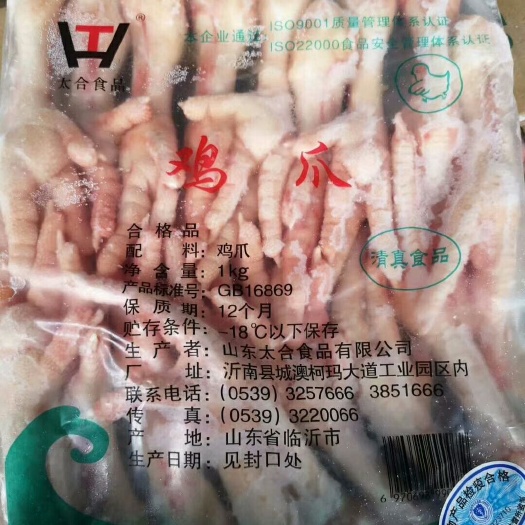 本企业通过：ISO9001质量管理体系认证
ISO22000食品安全管理体系认证
®
太合食品
鸡爪
清真食品
合格品
配料：鸡爪
净含量：1kg
产品标准号：GB16869
保质期：12个月
贮存条件：-18℃以下保存
生产者：山东太合食品有限公司
厂址：沂南县城澳柯玛大道工业园区内
联系电话：(0539) 3257666 3851666
传真：(0539) 3220066
产地：山东省临沂市
生产日期：见封口处
产品检疫合格